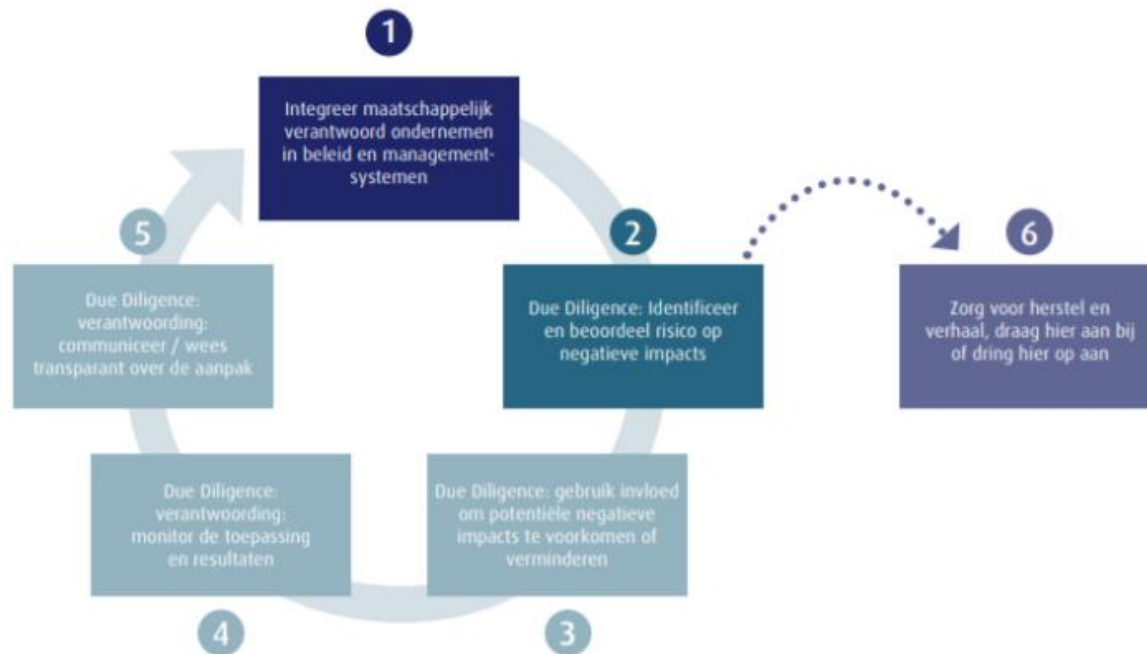 1
Integreer maatschappelijk
verantwoord ondernemen
in beleid en management-
systemen
2
Due Diligence: Identificeer
en beoordeel risico op
negatieve impacts
3
Due Diligence: gebruik invloed
om potentiële negatieve
impacts te voorkomen of
verminderen
4
Due Diligence:
verantwoording:
monitor de toepassing
en resultaten
5
Due Diligence:
verantwoording:
communiceer / wees
transparant over de aanpak
6
Zorg voor herstel en
verhaal, draag hier aan bij
of dring hier op aan